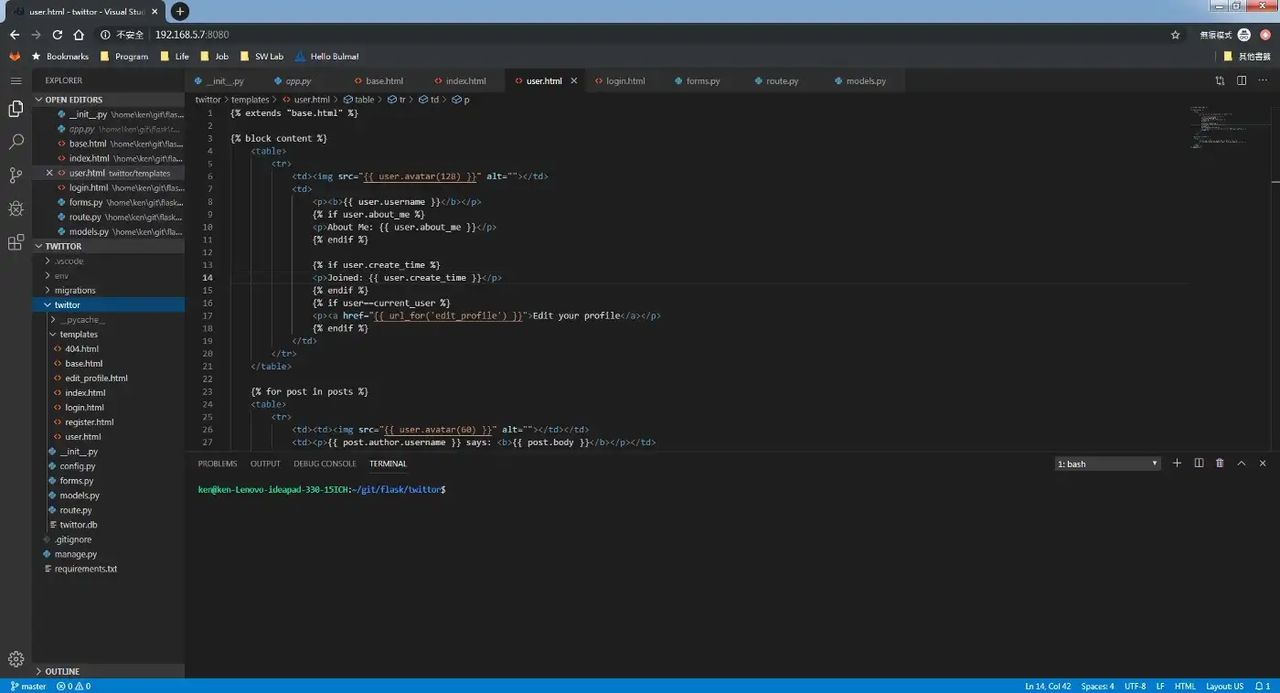 user.html - twittor - Visual Stud
不安全 192.168.5.7:8080 無痕模式
Bookmarks Program Life Job SW Lab Hello Bulma! 其他書籤
EXPLORER
OPEN EDITORS
__init__.py \home\ken\git\flas...
app.py \home\ken\git\flask\t...
base.html \home\ken\git\fla...
index.html \home\ken\git\fla...
user.html twittor/templates
login.html \home\ken\git\flas...
forms.py \home\ken\git\flask...
route.py \home\ken\git\flask\...
models.py \home\ken\git\flas...
TWITTOR
.vscode
env
migrations
twittor
__pycache__
templates
404.html
base.html
edit_profile.html
index.html
login.html
register.html
user.html
__init__.py
config.py
forms.py
models.py
route.py
twittor.db
.gitignore
manage.py
requirements.txt
OUTLINE
__init__.py app.py base.html index.html user.html login.html forms.py route.py models.py
twittor > templates > user.html > table > tr > td > p
1 {% extends "base.html" %}
2
3 {% block content %}
4 <table>
5 <tr>
6 <td><img src="{{ user.avatar(128) }}" alt=""></td>
7 <td>
8 <p><b>{{ user.username }}</b></p>
9 {% if user.about_me %}
10 <p>About Me: {{ user.about_me }}</p>
11 {% endif %}
12
13 {% if user.create_time %}
14 <p>Joined: {{ user.create_time }}</p>
15 {% endif %}
16 {% if user==current_user %}
17 <p><a href="{{ url_for('edit_profile') }}">Edit your profile</a></p>
18 {% endif %}
19 </td>
20 </tr>
21 </table>
22
23 {% for post in posts %}
24 <table>
25 <tr>
26 <td><td><img src="{{ user.avatar(60) }}" alt=""></td></td>
27 <td><p>{{ post.author.username }} says: <b>{{ post.body }}</b></p></td>
PROBLEMS OUTPUT DEBUG CONSOLE TERMINAL 1: bash
ken@ken-Lenovo-ideapad-330-15ICH:~/git/flask/twittor$
master 0 0 Ln 14, Col 42 Spaces: 4 UTF-8 LF HTML Layout: US 1